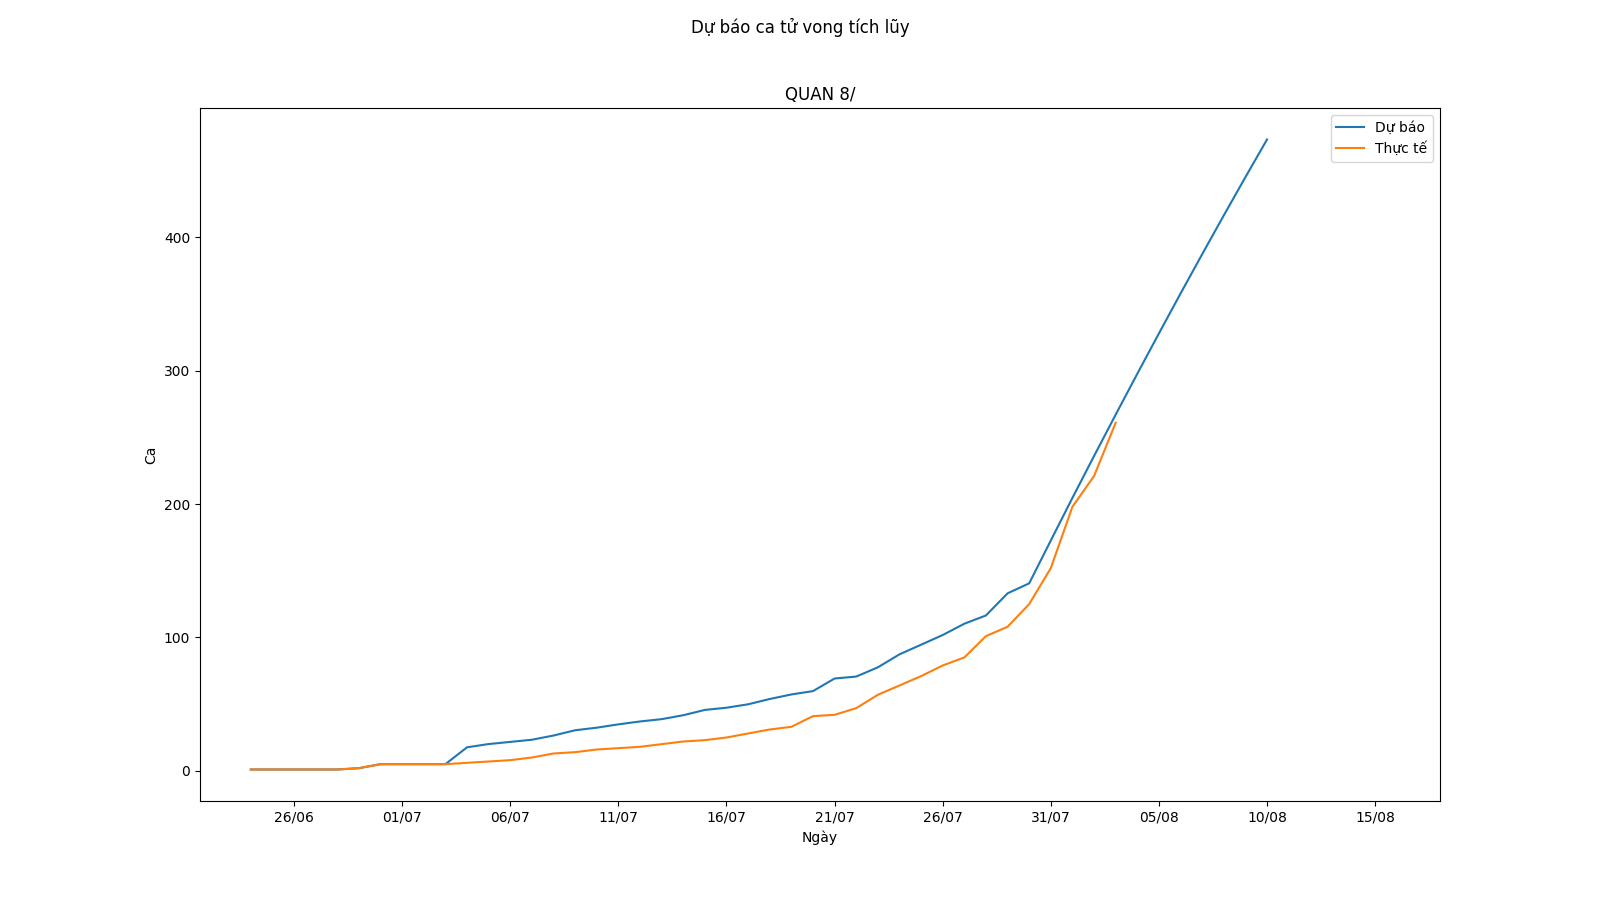 Dự báo ca tử vong tích lũy
QUAN 8/
Dự báo
Thực tế
400
300
200
100
0
Ca
26/06 01/07 06/07 11/07 16/07 21/07 26/07 31/07 05/08 10/08 15/08
Ngày